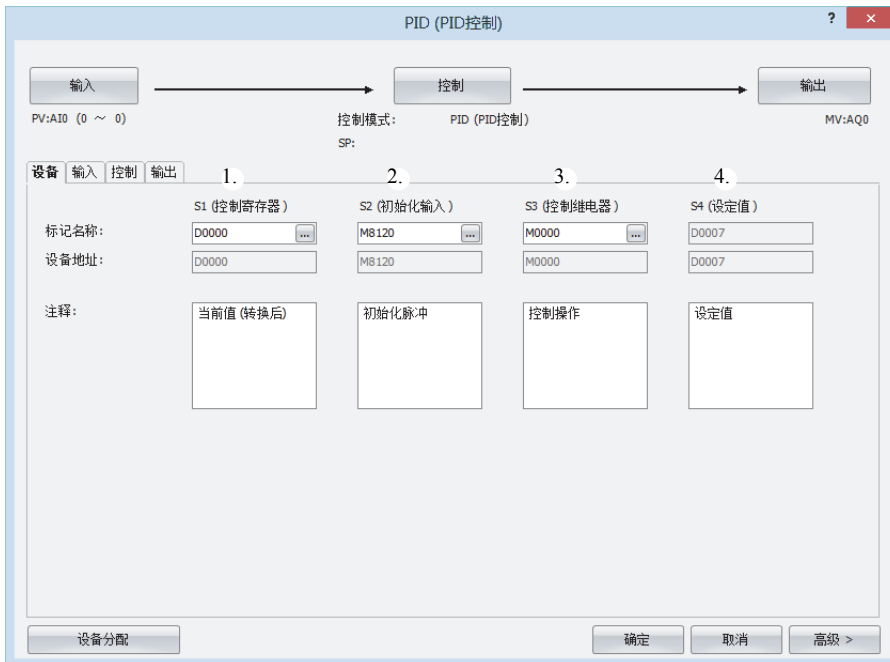 PID (PID控制)
?
×
输入
控制
输出
PV:AI0 (0 ～ 0)
控制模式: PID (PID控制)
MV:AQ0
SP:
设备 输入 控制 输出
1. 2. 3. 4.
S1 (控制寄存器) S2 (初始化输入) S3 (控制继电器) S4 (设定值)
标记名称: D0000 ... M8120 ... M0000 ... D0007
设备地址: D0000 M8120 M0000 D0007
注释: 当前值 (转换后) 初始化脉冲 控制操作 设定值
设备分配 确定 取消 高级 >